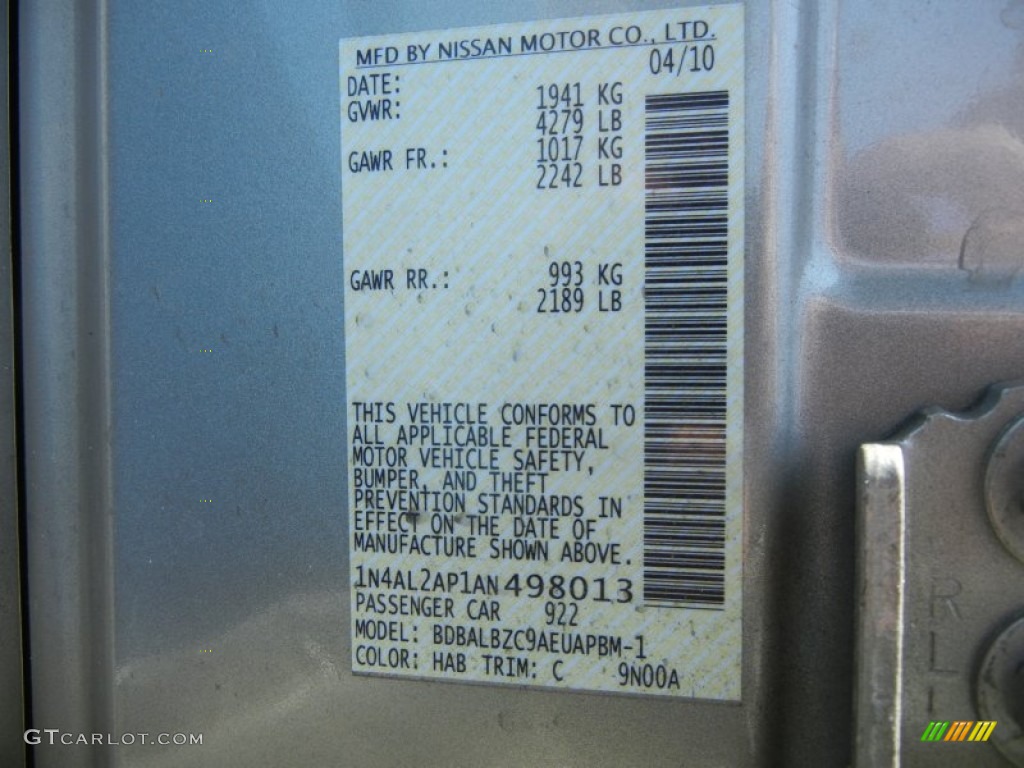 MFD BY NISSAN MOTOR CO., LTD.
DATE: 04/10
GVWR: 1941 KG
4279 LB
GAWR FR.: 1017 KG
2242 LB
GAWR RR.: 993 KG
2189 LB
THIS VEHICLE CONFORMS TO
ALL APPLICABLE FEDERAL
MOTOR VEHICLE SAFETY,
BUMPER, AND THEFT
PREVENTION STANDARDS IN
EFFECT ON THE DATE OF
MANUFACTURE SHOWN ABOVE.
1N4AL2AP1AN498013
PASSENGER CAR 922
MODEL: BDBALBZC9AEUAPBM-1
COLOR: HAB TRIM: C 9N00A
R
L
GTCARLOT.COM